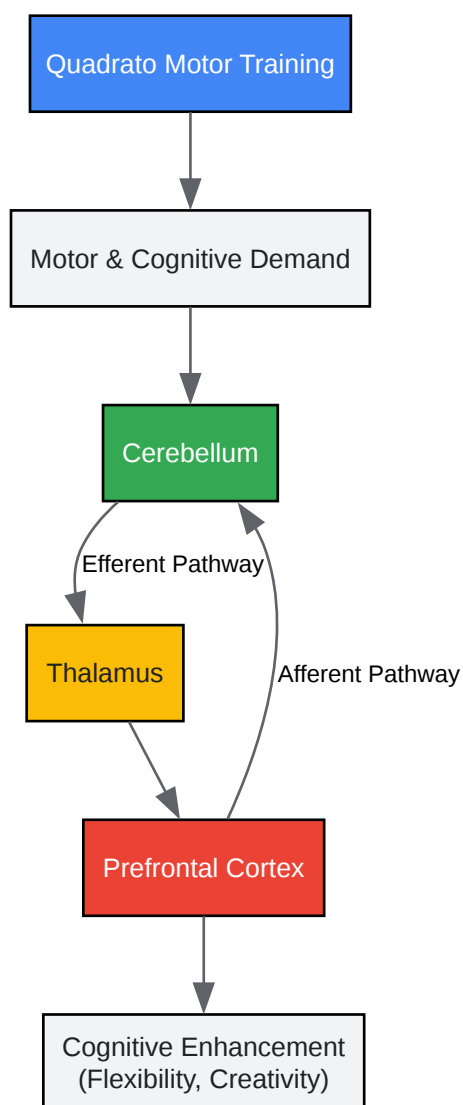 Quadrato Motor Training
Motor & Cognitive Demand
Cerebellum
Efferent Pathway
Thalamus
Afferent Pathway
Prefrontal Cortex
Cognitive Enhancement
(Flexibility, Creativity)